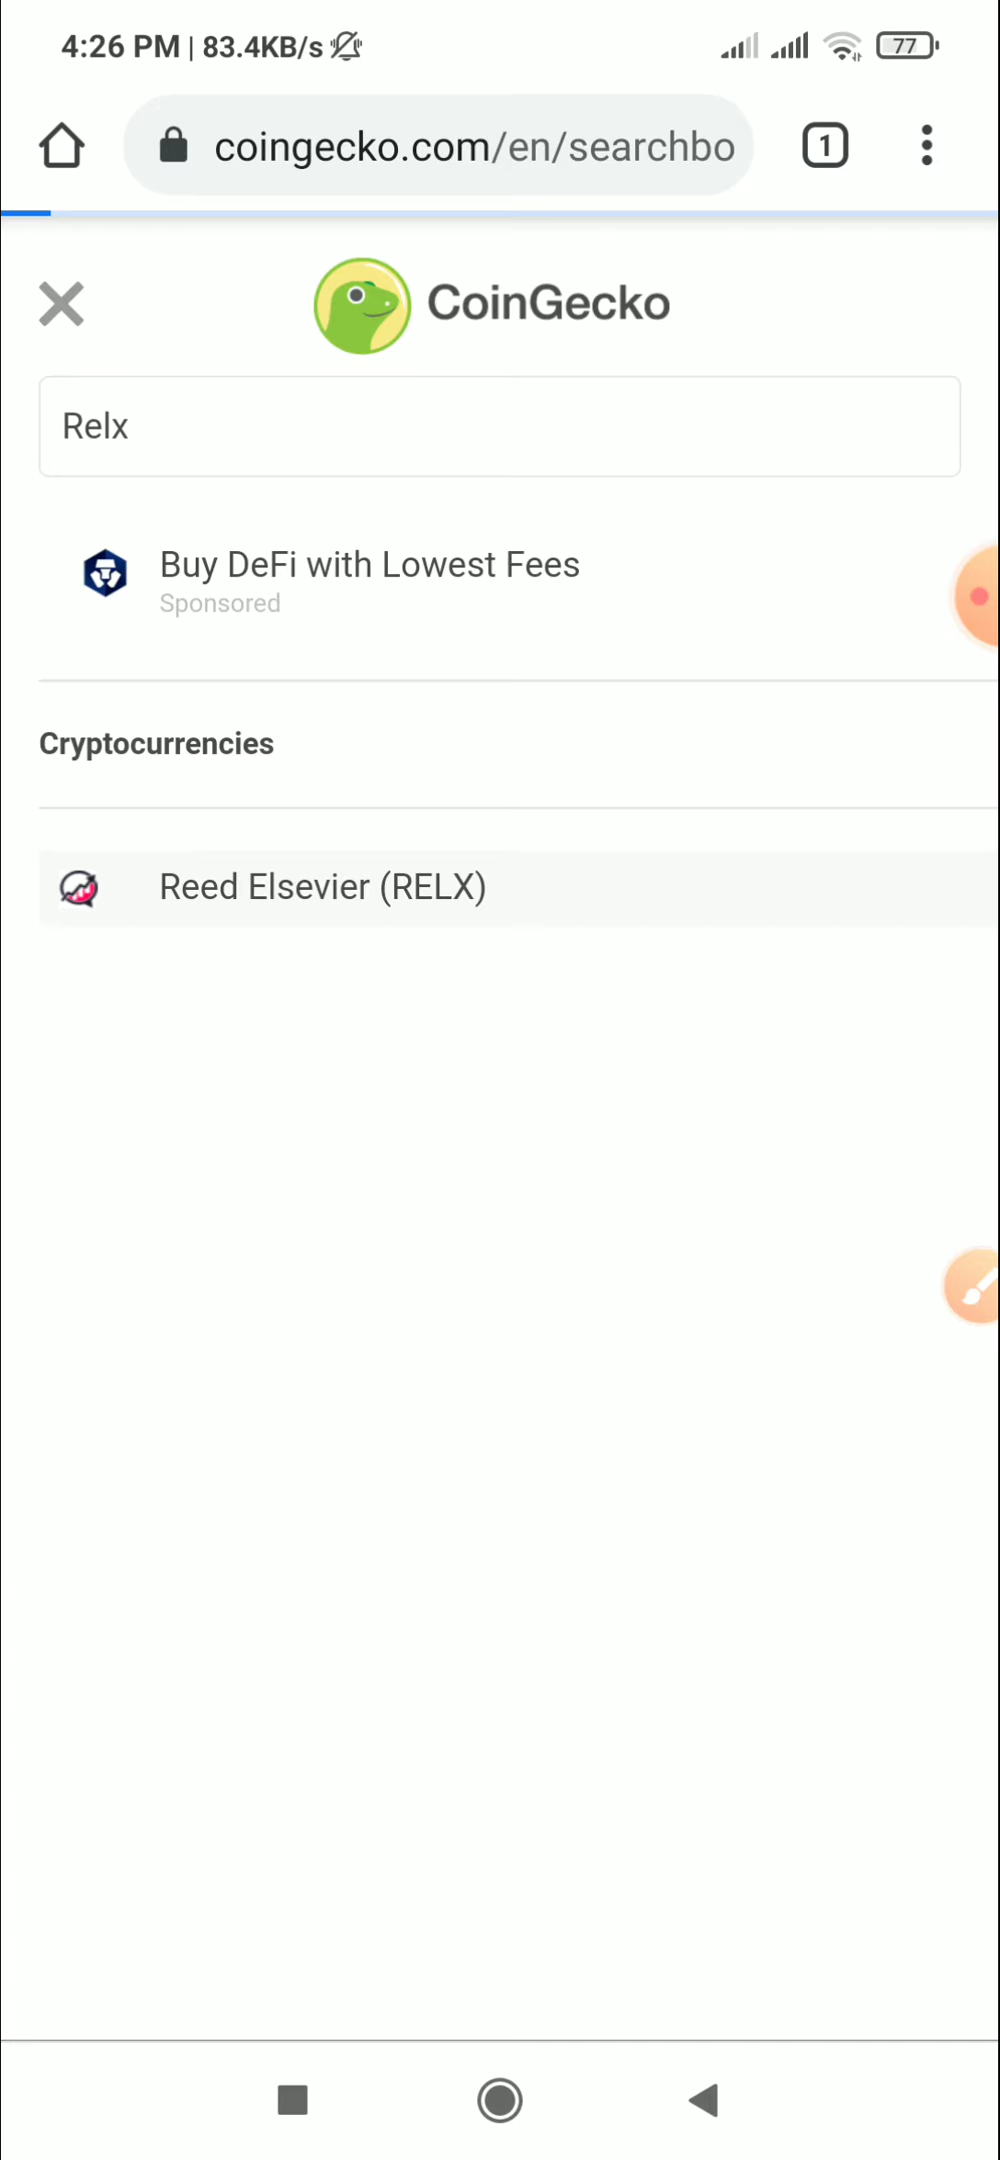 4:26 PM | 83.4KB/s 77
coingecko.com/en/searchbo 1
CoinGecko
Relx
Buy DeFi with Lowest Fees
Sponsored
Cryptocurrencies
Reed Elsevier (RELX)